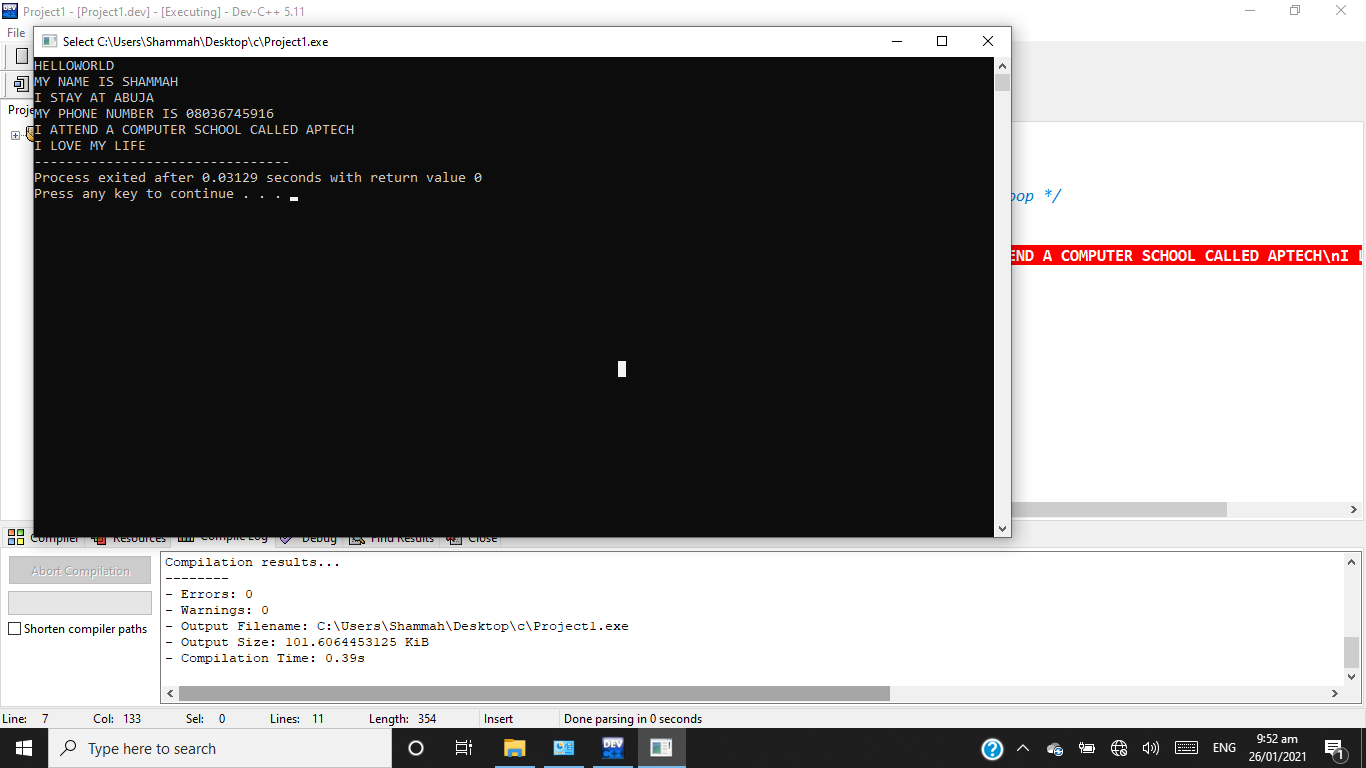 Project1 - [Project1.dev] - [Executing] - Dev-C++ 5.11
File
Select C:\Users\Shammah\Desktop\c\Project1.exe
HELLOWORLD
MY NAME IS SHAMMAH
I STAY AT ABUJA
MY PHONE NUMBER IS 08036745916
I ATTEND A COMPUTER SCHOOL CALLED APTECH
I LOVE MY LIFE
--------------------------------
Process exited after 0.03129 seconds with return value 0
Press any key to continue . . .
Proje
oop */
END A COMPUTER SCHOOL CALLED APTECH\nI L
Compiler Resources Compile Log Debug Find Results Close
Abort Compilation
Shorten compiler paths
Compilation results...
--------
- Errors: 0
- Warnings: 0
- Output Filename: C:\Users\Shammah\Desktop\c\Project1.exe
- Output Size: 101.6064453125 KiB
- Compilation Time: 0.39s
Line: 7 Col: 133 Sel: 0 Lines: 11 Length: 354 Insert Done parsing in 0 seconds
Type here to search
DEV
ENG
9:52 am
26/01/2021
1